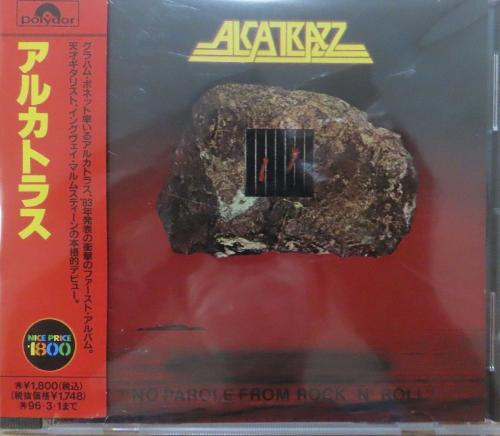 polydor
アルカトラス
グラハム・ボネット率いるアルカトラス、'83年発表の衝撃のファースト・アルバム。
天才ギタリスト、イングヴェイ・マルムスティーンの本格的デビュー。
NICE PRICE
¥1800
¥1,800(税込)
(税抜価格¥1,748)
96・3・1まで
ALCATRAZZ
"NO PAROLE FROM ROCK 'N' ROLL"